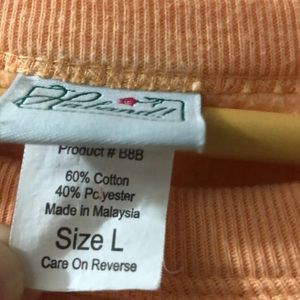 Product # B8B
60% Cotton
40% Polyester
Made in Malaysia
Size L
Care On Reverse